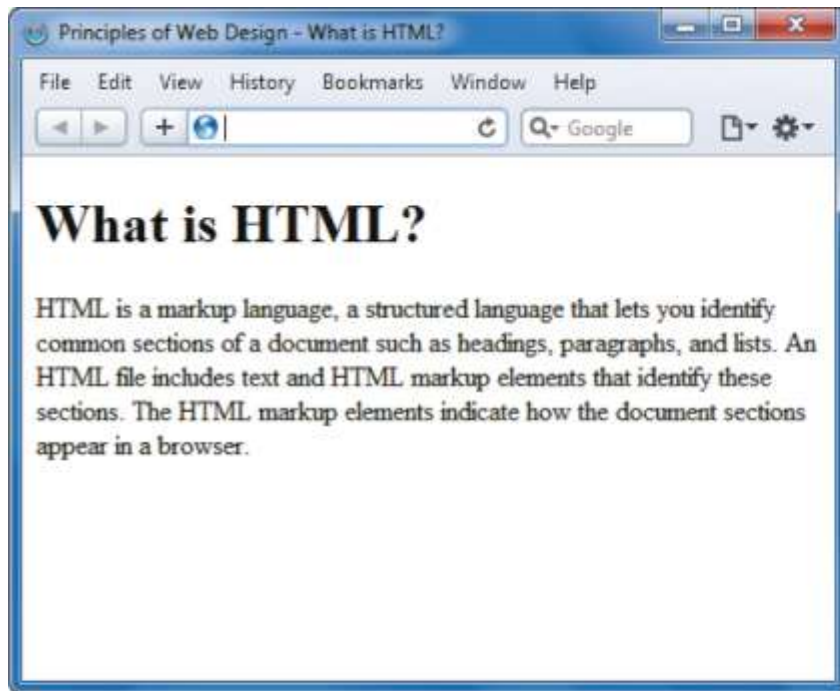 Principles of Web Design - What is HTML?
File Edit View History Bookmarks Window Help
Google
What is HTML?
HTML is a markup language, a structured language that lets you identify
common sections of a document such as headings, paragraphs, and lists. An
HTML file includes text and HTML markup elements that identify these
sections. The HTML markup elements indicate how the document sections
appear in a browser.